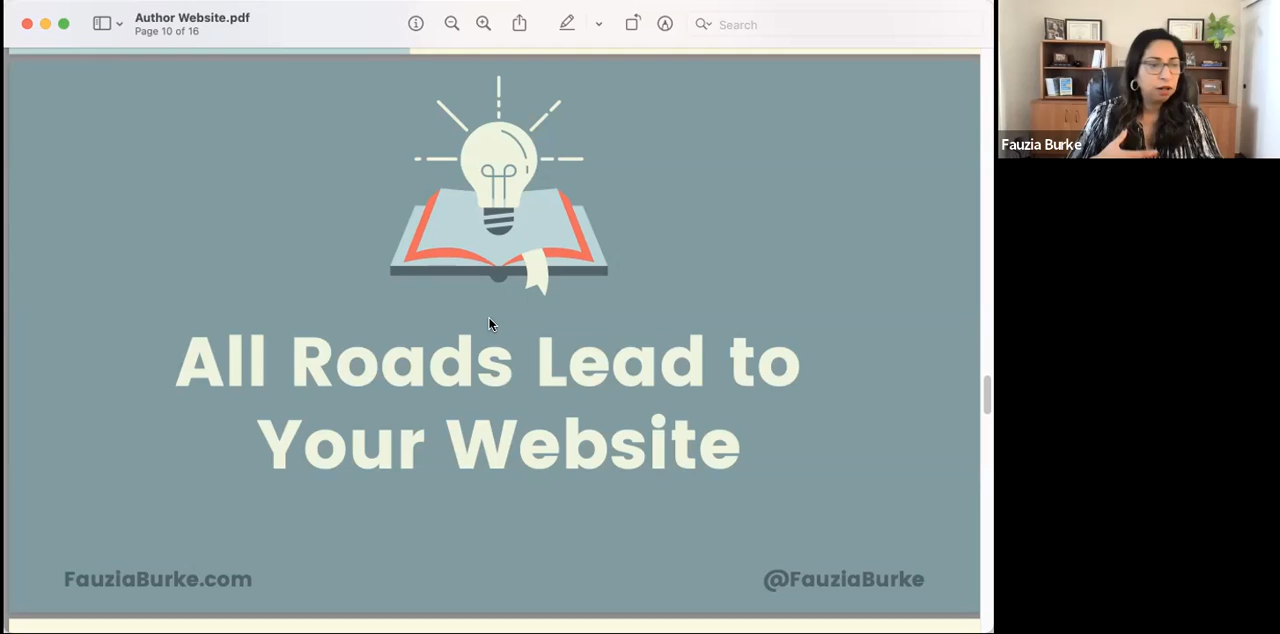 Author Website.pdf
Page 10 of 16
Search
Fauzia Burke
All Roads Lead to
Your Website
FauziaBurke.com
@FauziaBurke